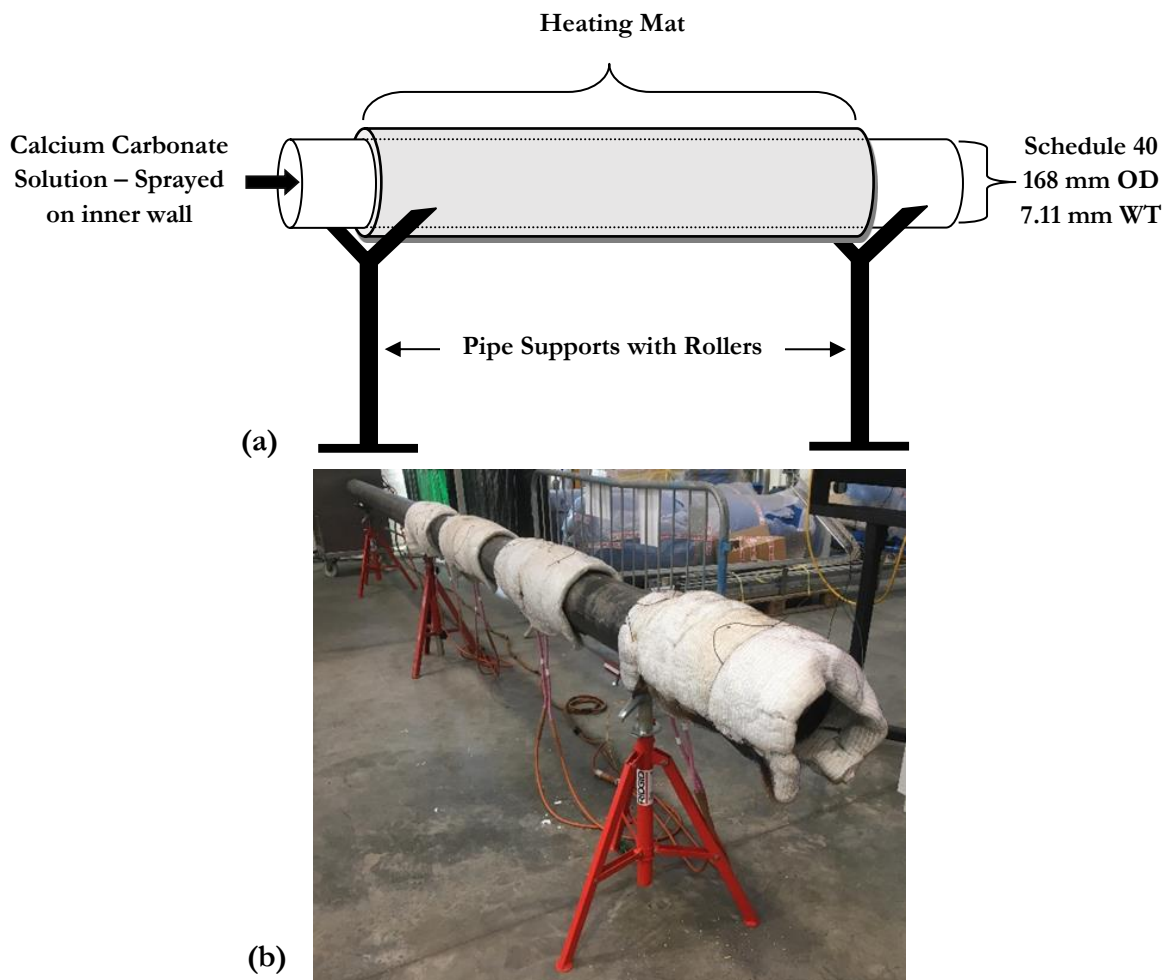 Heating Mat
Calcium Carbonate
Solution – Sprayed
on inner wall
Schedule 40
168 mm OD
7.11 mm WT
Pipe Supports with Rollers
(a)
RIDGID
(b)